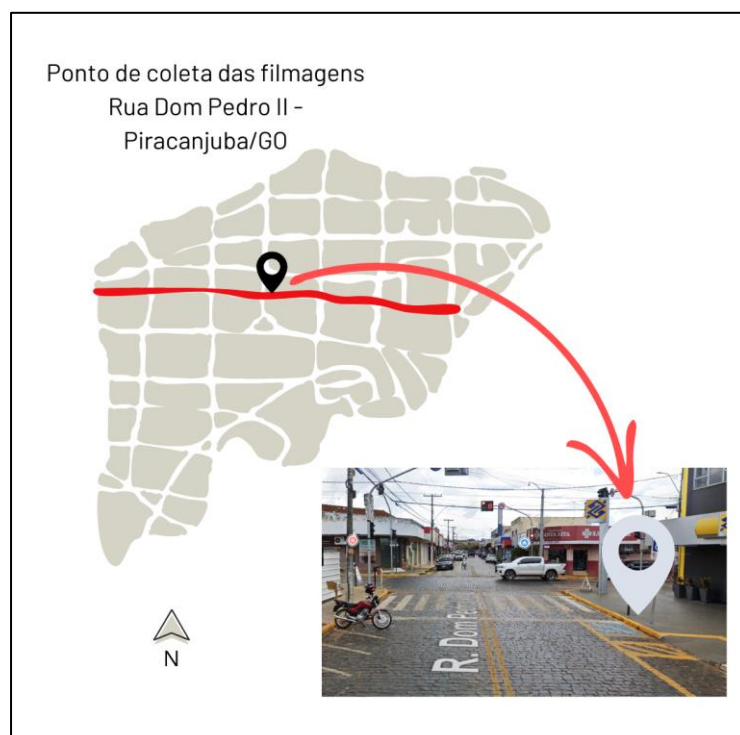 Ponto de coleta das filmagens
Rua Dom Pedro II -
Piracanjuba/GO
N
R. Dom Pe